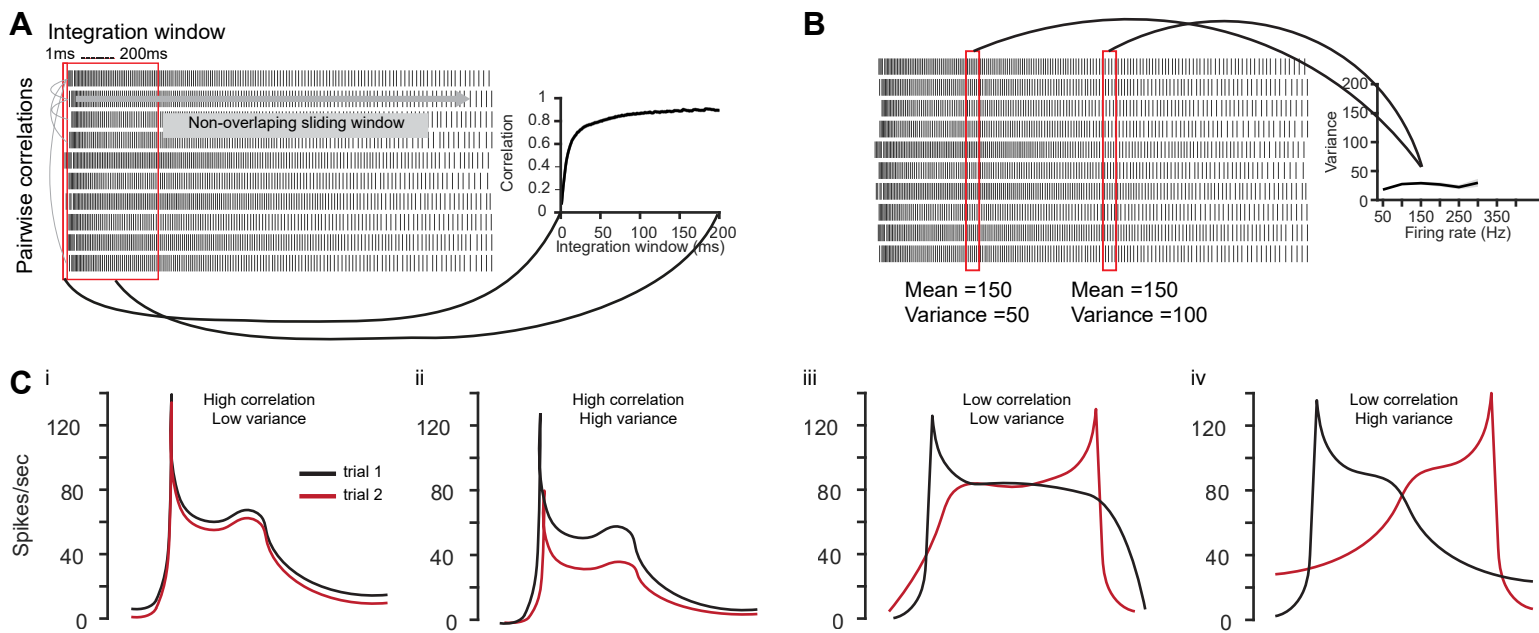 A
Integration window
1ms
200ms
Pairwise correlations
Non-overlaping sliding window
Correlation
1
0.8
0.6
0.4
0.2
0
0
50
100
150
200
Integration window (ms)
B
Mean =150
Variance =50
Mean =150
Variance =100
Variance
200
150
100
50
0
50
150
250
350
Firing rate (Hz)
C
i
High correlation
Low variance
trial 1
trial 2
Spikes/sec
120
80
40
0
ii
High correlation
High variance
120
80
40
0
iii
Low correlation
Low variance
120
80
40
0
iv
Low correlation
High variance
120
80
40
0